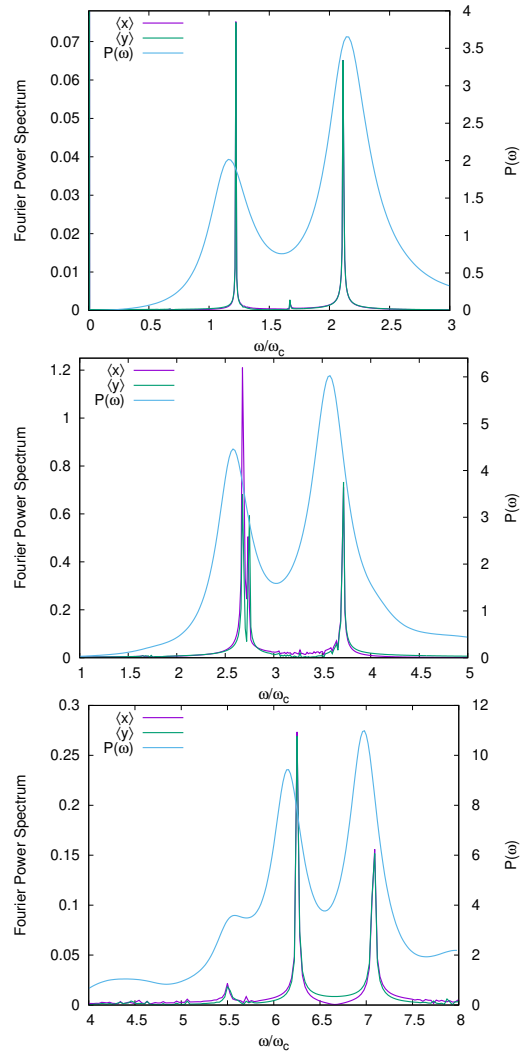 ⟨x⟩
⟨y⟩
P(ω)
Fourier Power Spectrum
0.07
0.06
0.05
0.04
0.03
0.02
0.01
0
4
3.5
3
2.5
2
1.5
1
0.5
0
P(ω)
0 0.5 1 1.5 2 2.5 3
ω/ω_c
⟨x⟩
⟨y⟩
P(ω)
Fourier Power Spectrum
1.2
1
0.8
0.6
0.4
0.2
0
6
5
4
3
2
1
0
P(ω)
1 1.5 2 2.5 3 3.5 4 4.5 5
ω/ω_c
⟨x⟩
⟨y⟩
P(ω)
Fourier Power Spectrum
0.3
0.25
0.2
0.15
0.1
0.05
0
12
10
8
6
4
2
0
P(ω)
4 4.5 5 5.5 6 6.5 7 7.5 8
ω/ω_c